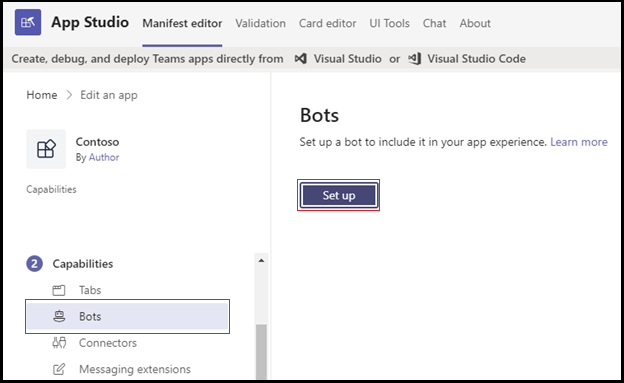 App Studio Manifest editor Validation Card editor UI Tools Chat About
Create, debug, and deploy Teams apps directly from Visual Studio or Visual Studio Code
Home > Edit an app
Contoso
By Author
Capabilities
2 Capabilities
Tabs
Bots
Connectors
Messaging extensions
Bots
Set up a bot to include it in your app experience. Learn more
Set up